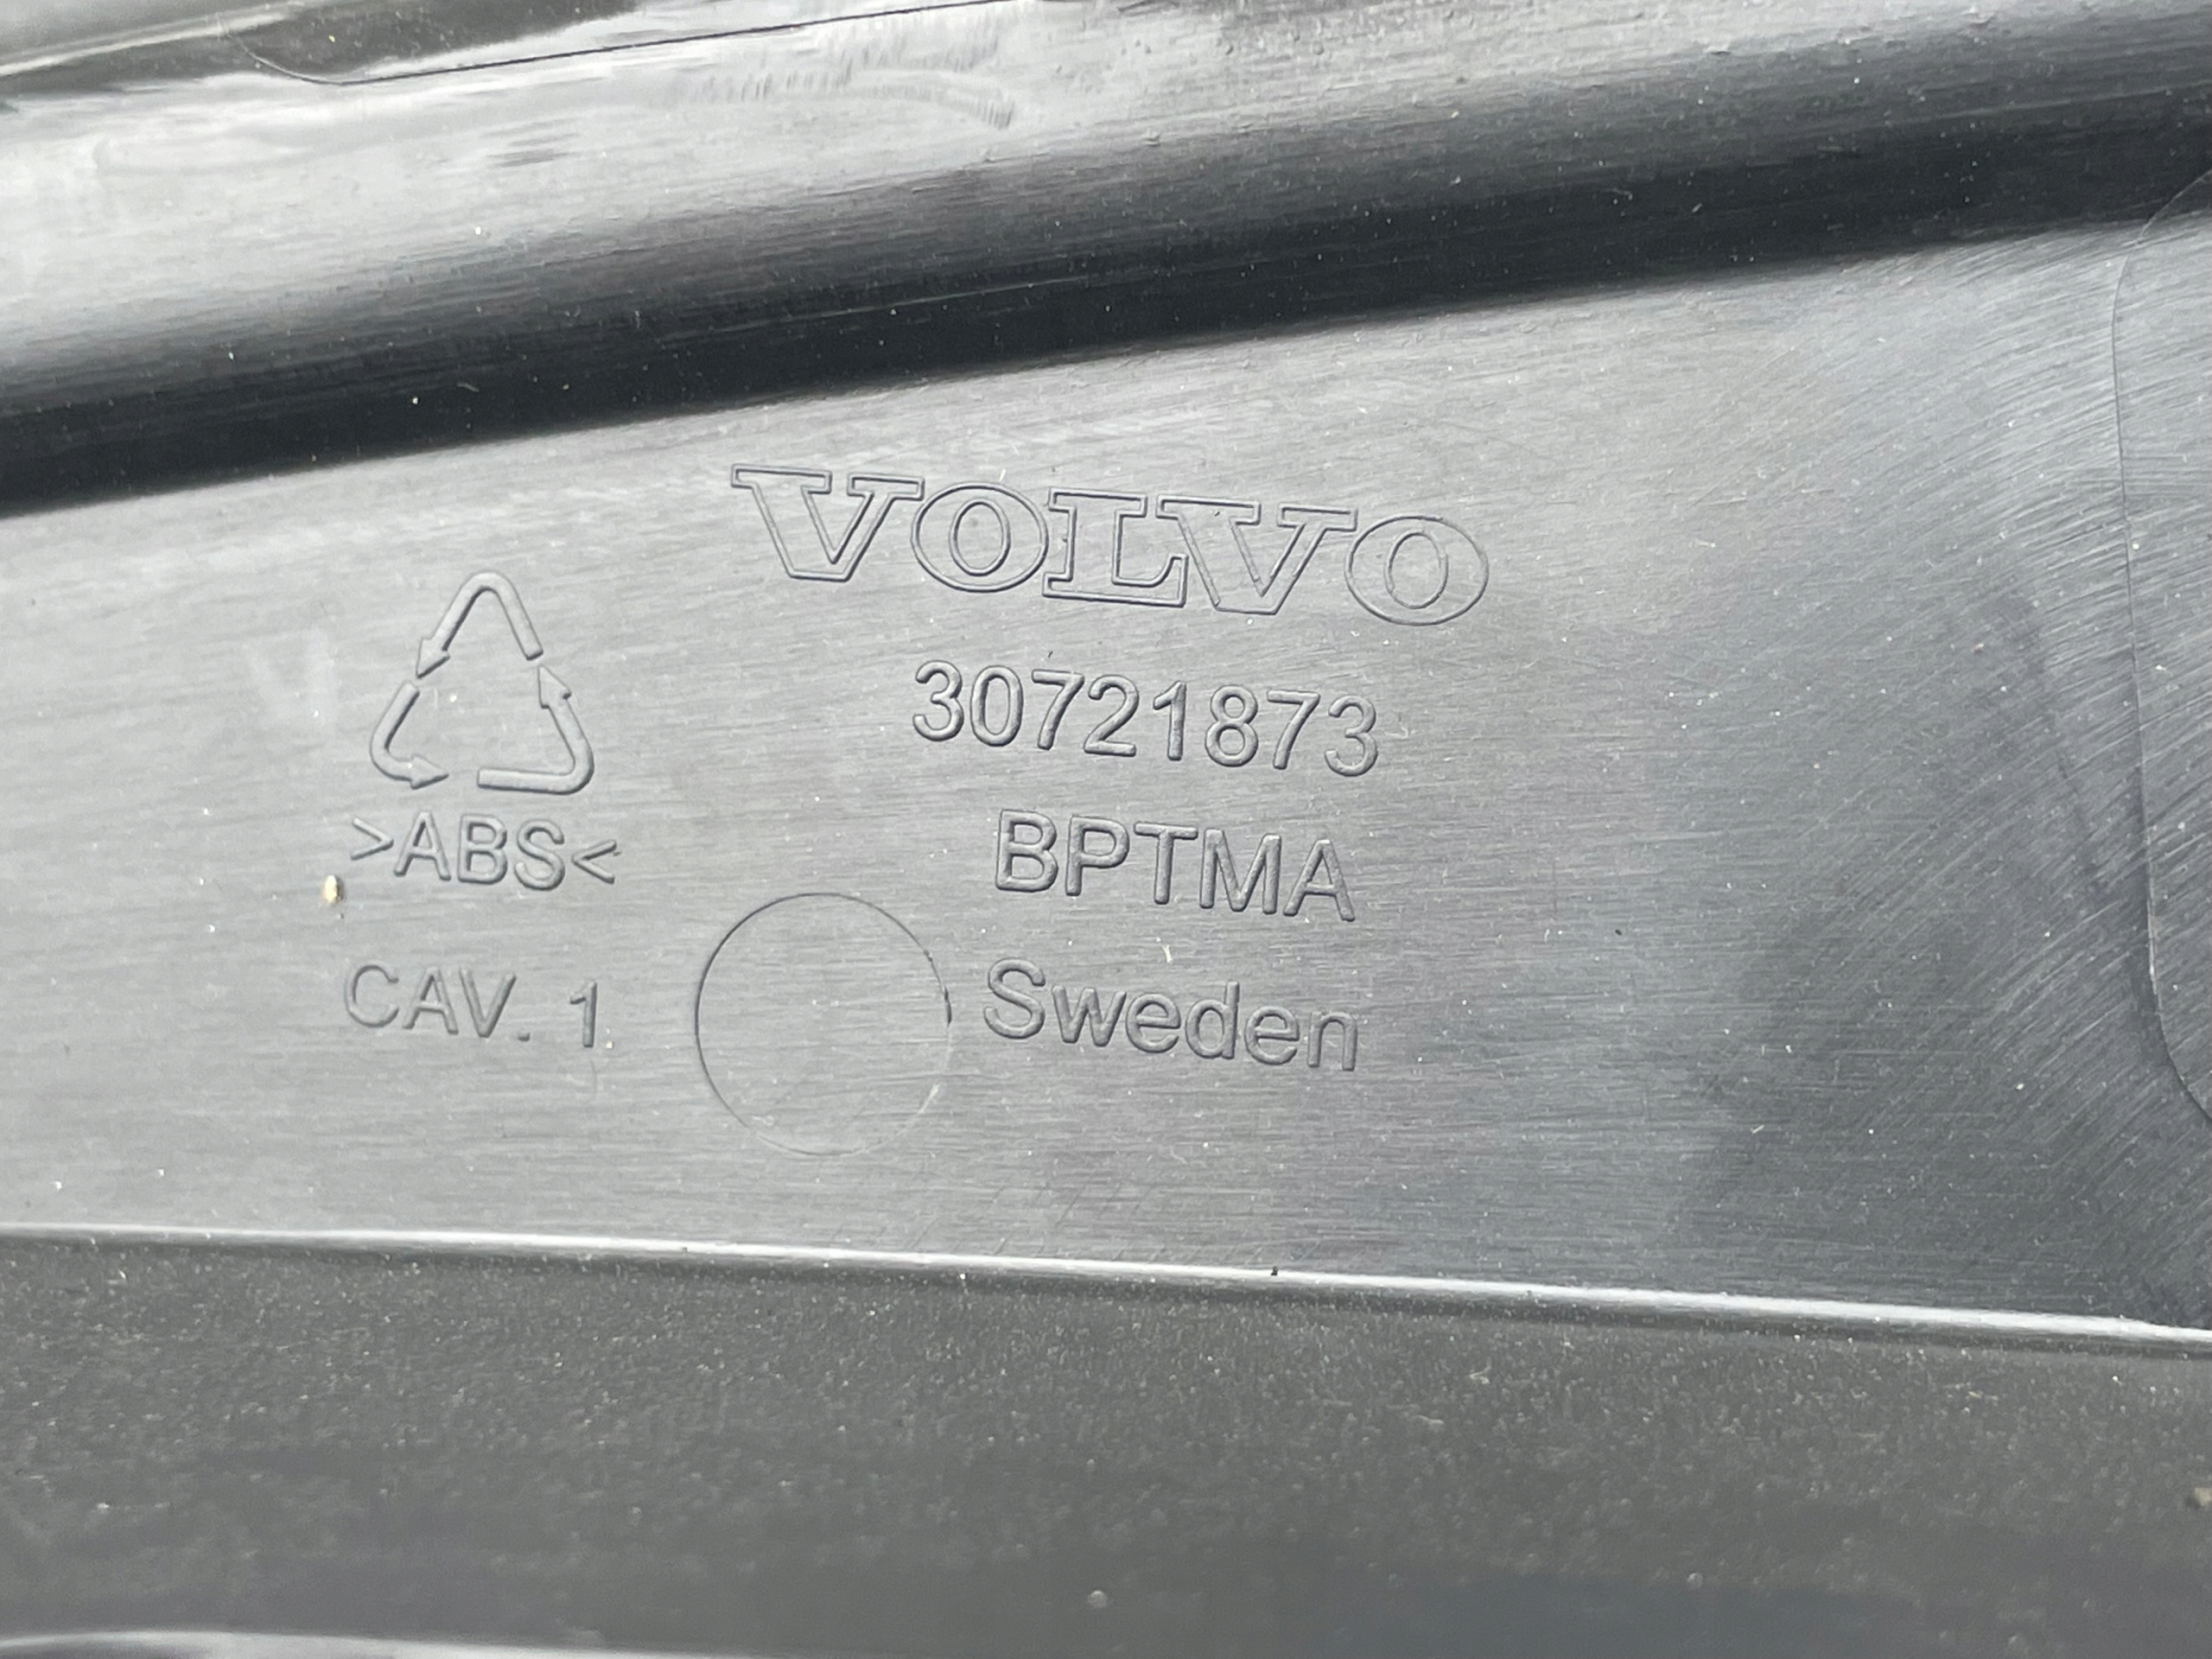 VOLVO
30721873
>ABS<
BPTMA
CAV. 1
Sweden